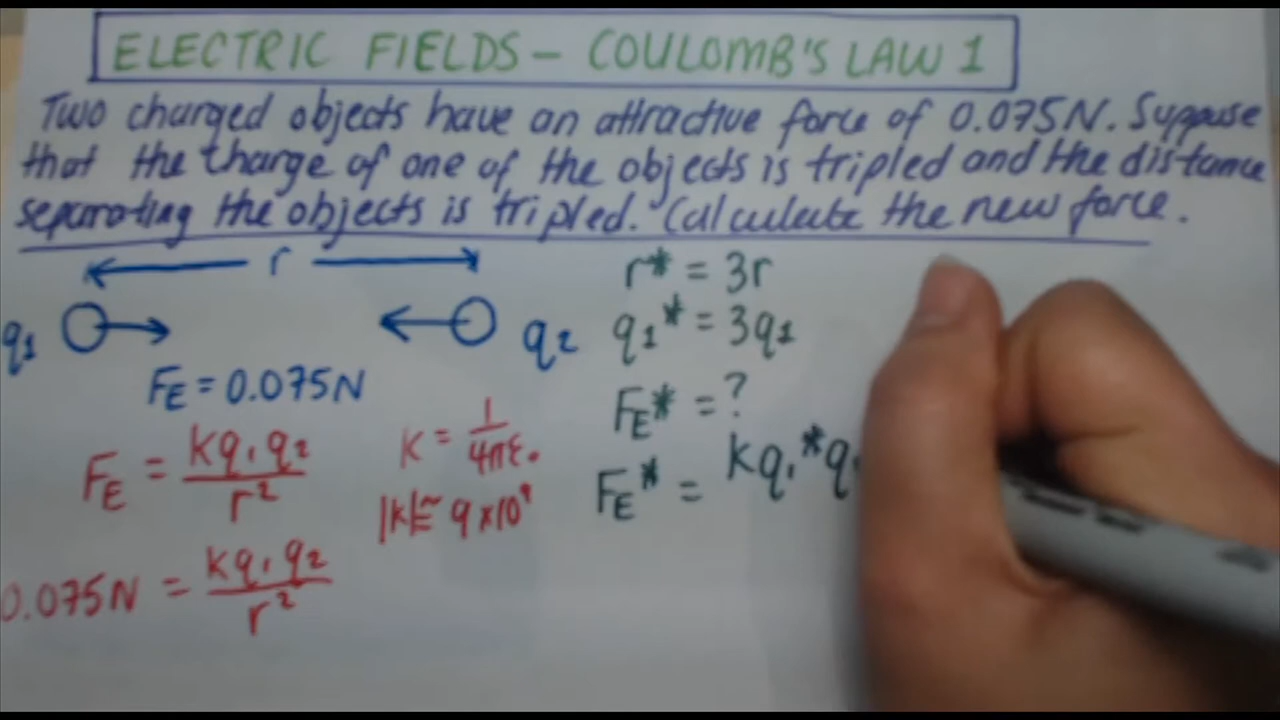 ELECTRIC FIELDS – COULOMB'S LAW 1
Two charged objects have an attractive force of 0.075N. Suppose
that the charge of one of the objects is tripled and the distance
separating the objects is tripled. Calculate the new force.
r
q1 q2
FE = 0.075N
FE = kq1q2/r²
K = 1/4πε₀
|k| ≈ 9×10⁹
0.075N = kq1q2/r²
r* = 3r
q1* = 3q1
FE* = ?
FE* = kq1*q